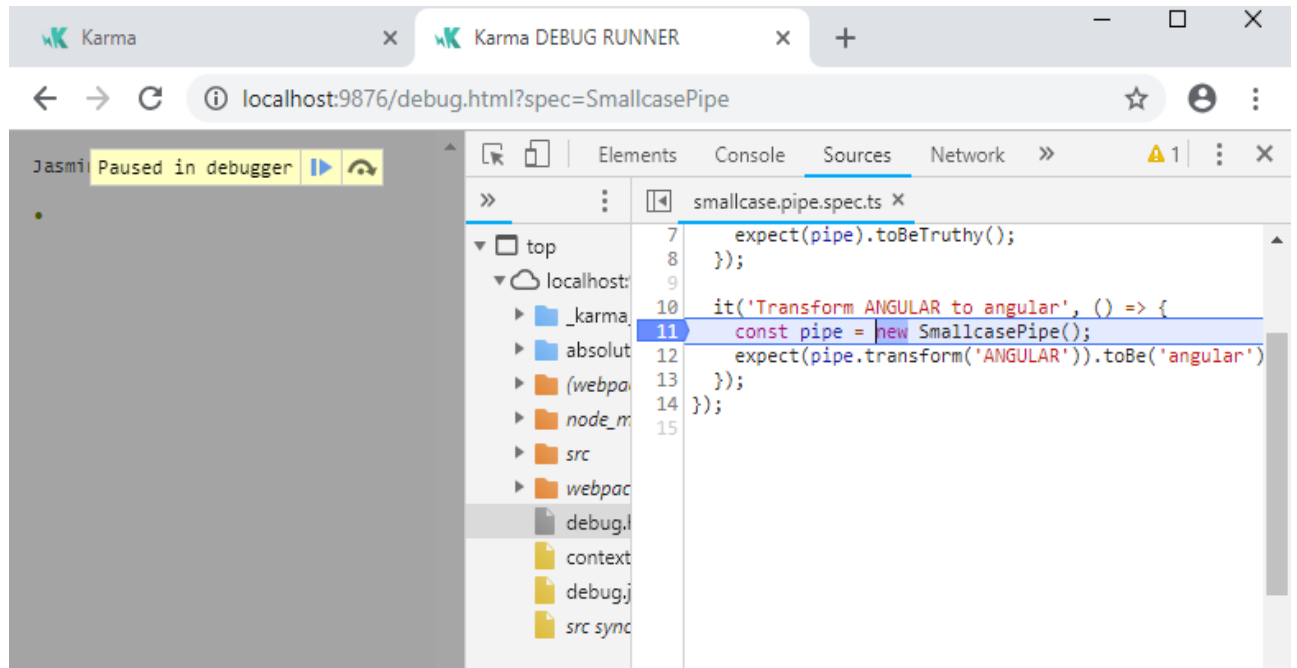 Karma
Karma DEBUG RUNNER
localhost:9876/debug.html?spec=SmallcasePipe
Jasmi
Paused in debugger
Elements Console Sources Network » 1
» smallcase.pipe.spec.ts
top
localhost:
_karma_
absolut
(webpa
node_m
src
webpac
debug.h
context
debug.j
src sync
7 expect(pipe).toBeTruthy();
8 });
9
10 it('Transform ANGULAR to angular', () => {
11 const pipe = new SmallcasePipe();
12 expect(pipe.transform('ANGULAR')).toBe('angular')
13 });
14 });
15